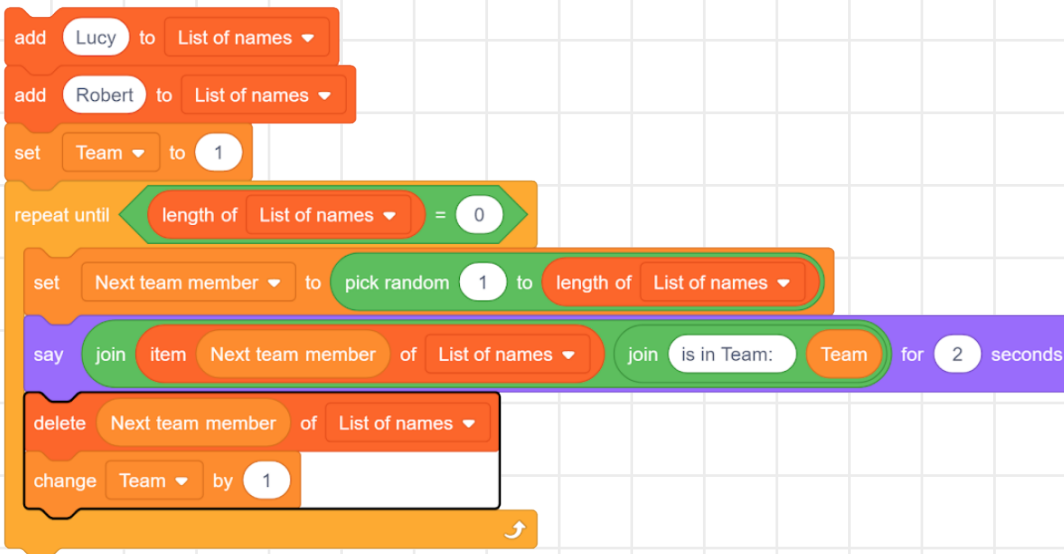 add Lucy to List of names
add Robert to List of names
set Team to 1
repeat until length of List of names = 0
set Next team member to pick random 1 to length of List of names
say join item Next team member of List of names join is in Team: Team for 2 seconds
delete Next team member of List of names
change Team by 1